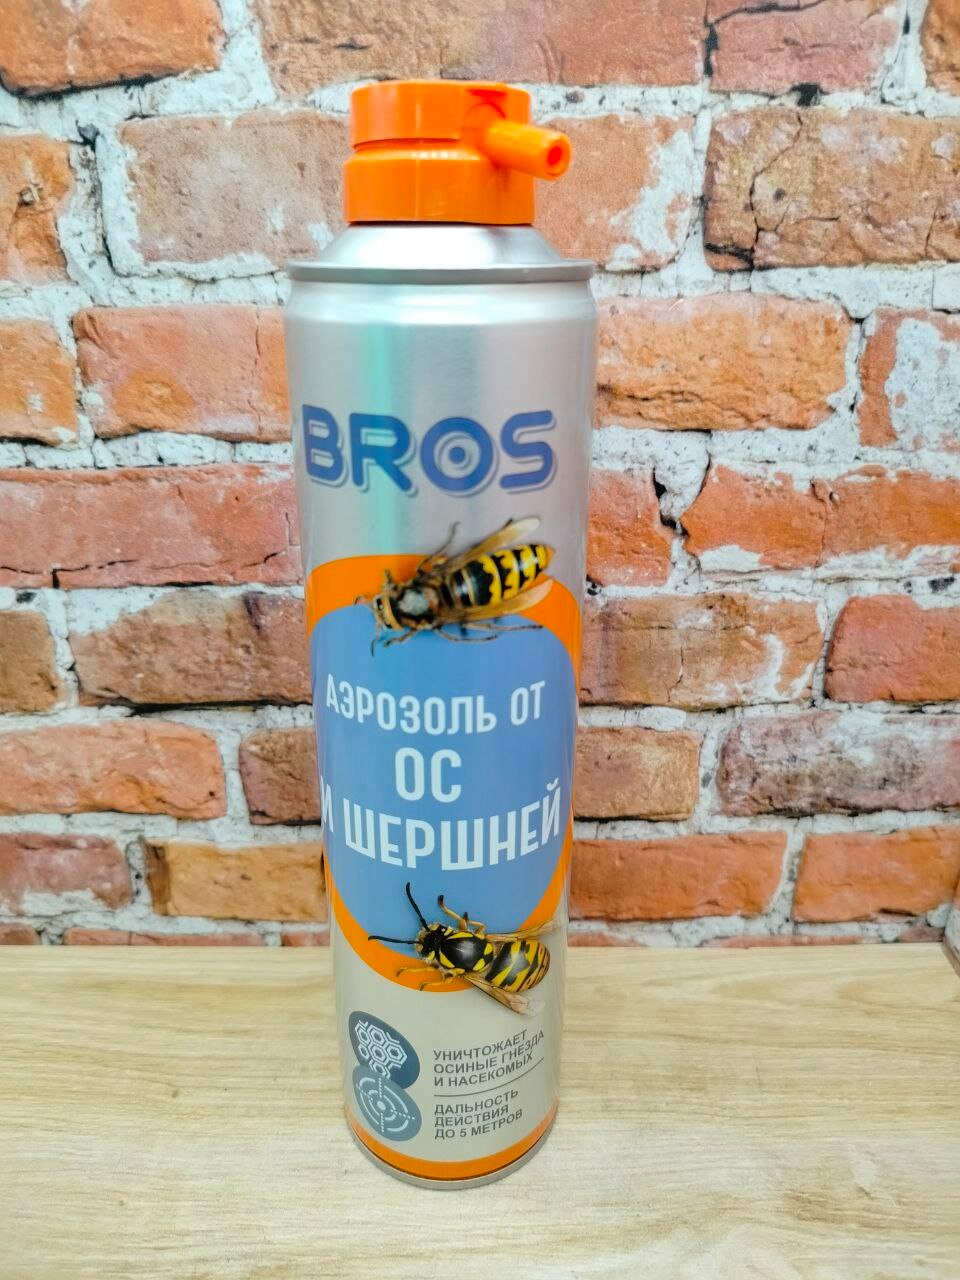 BROS
АЭРОЗОЛЬ ОТ
ОС
И ШЕРШНЕЙ
УНИЧТОЖАЕТ
ОСИНЫЕ ГНЕЗДА
И НАСЕКОМЫХ
ДАЛЬНОСТЬ
ДЕЙСТВИЯ
ДО 5 МЕТРОВ